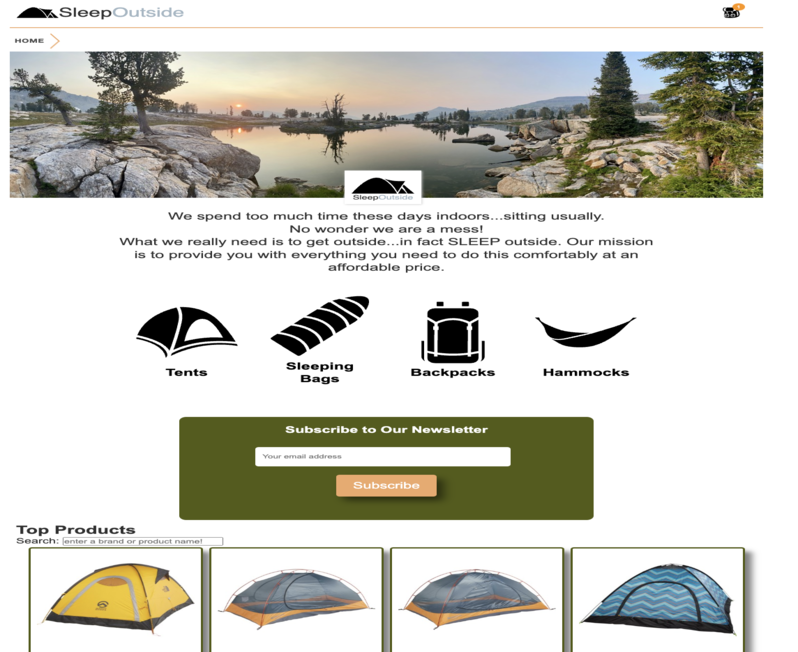 SleepOutside
HOME
SleepOutside
We spend too much time these days indoors...sitting usually.
No wonder we are a mess!
What we really need is to get outside...in fact SLEEP outside. Our mission
is to provide you with everything you need to do this comfortably at an
affordable price.
Tents
Sleeping
Bags
Backpacks
Hammocks
Subscribe to Our Newsletter
Your email address
Subscribe
Top Products
Search: enter a brand or product name!